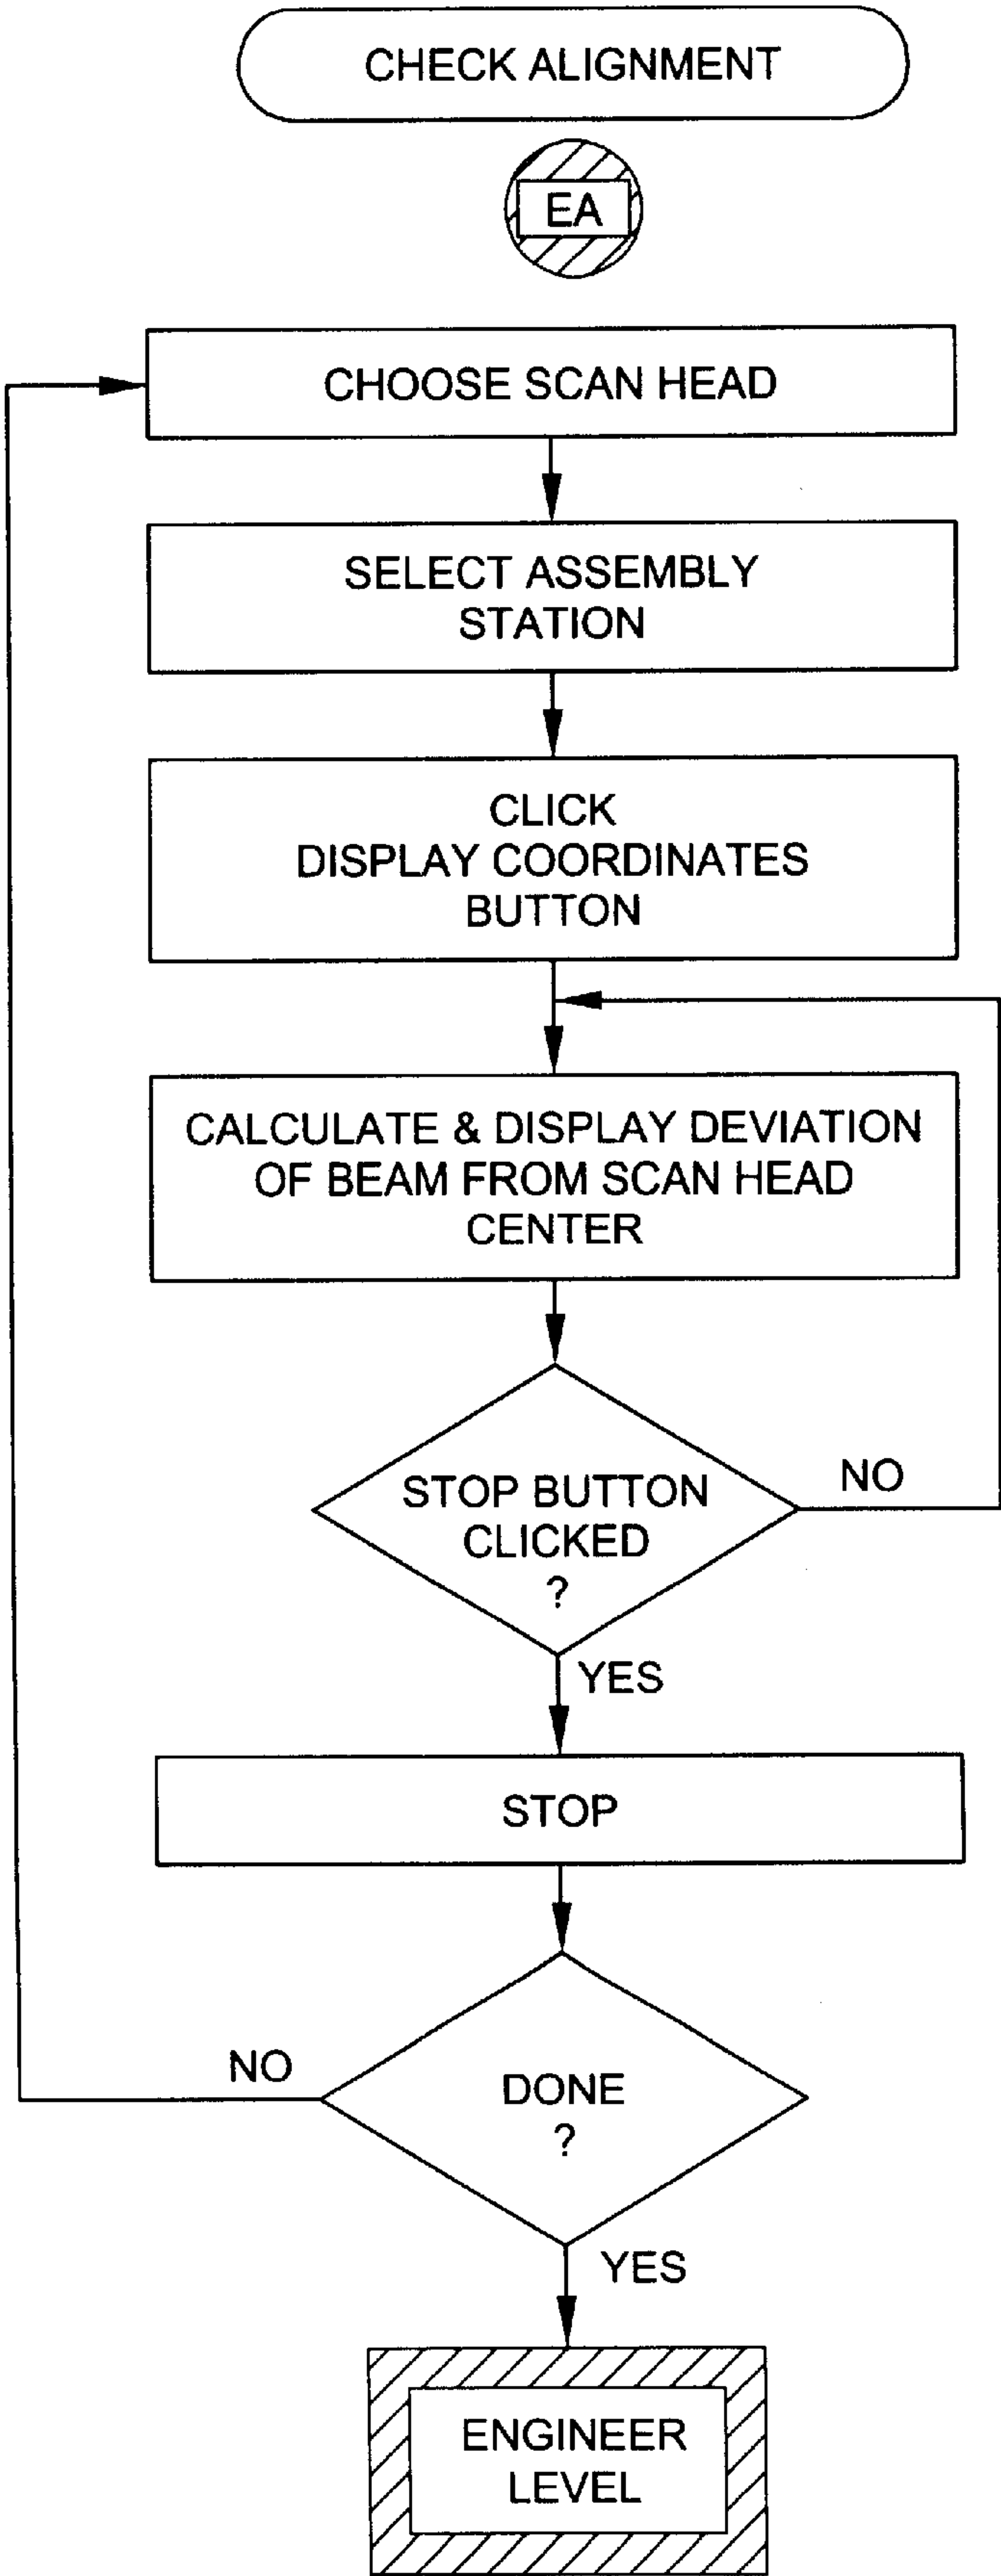 CHECK ALIGNMENT
EA
CHOOSE SCAN HEAD
SELECT ASSEMBLY
STATION
CLICK
DISPLAY COORDINATES
BUTTON
CALCULATE & DISPLAY DEVIATION
OF BEAM FROM SCAN HEAD
CENTER
STOP BUTTON
CLICKED
?
NO
YES
STOP
DONE
?
NO
YES
ENGINEER
LEVEL